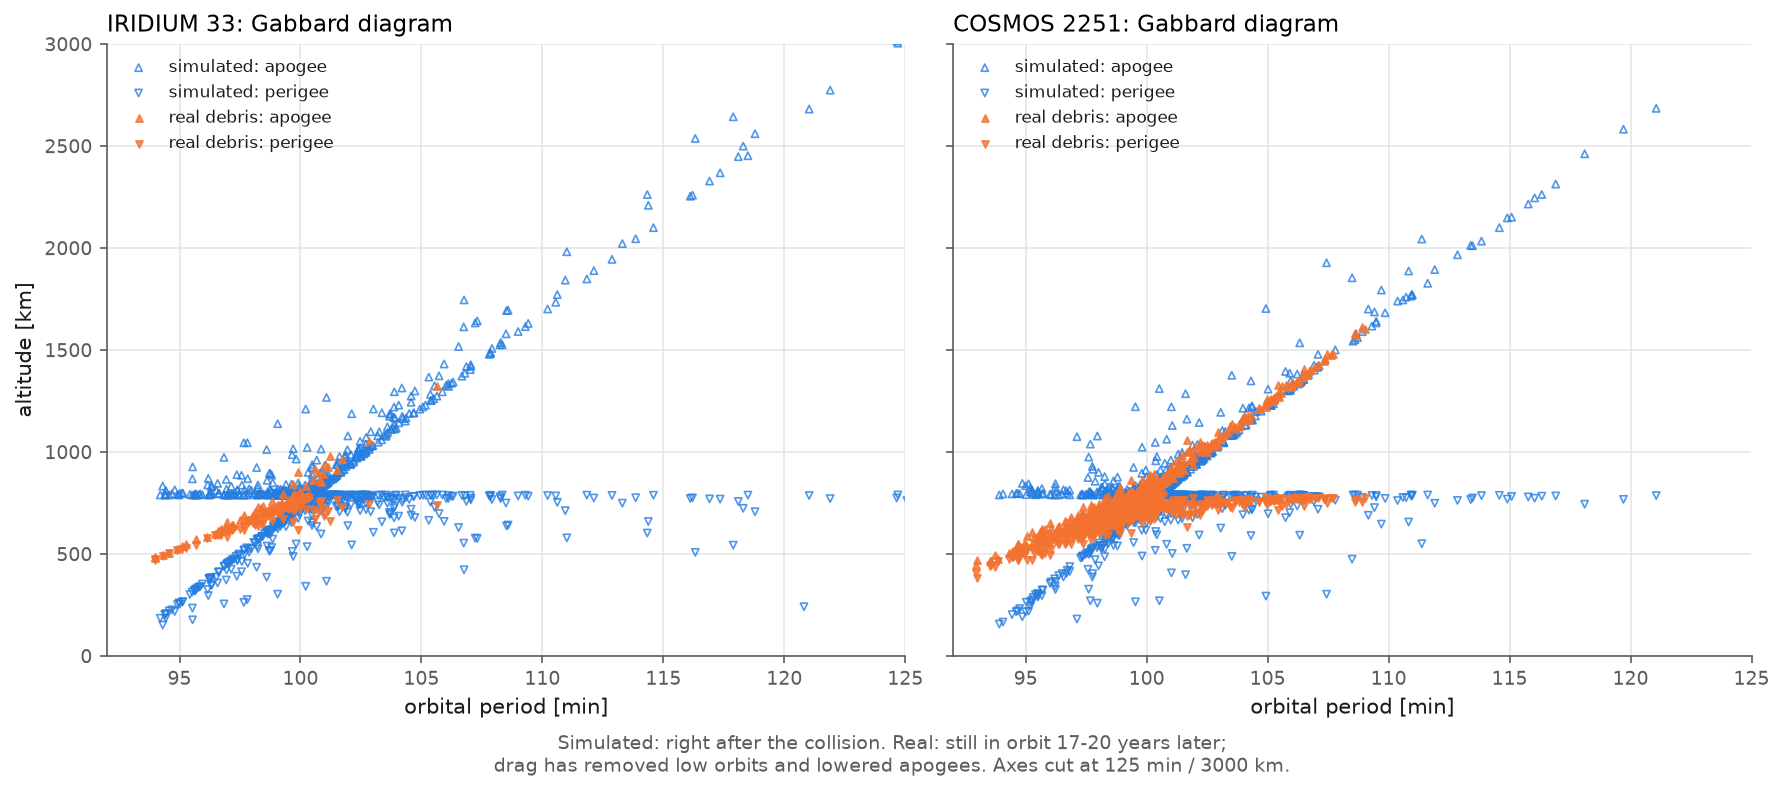 IRIDIUM 33: Gabbard diagram
simulated: apogee
simulated: perigee
real debris: apogee
real debris: perigee
3000
2500
2000
1500
1000
500
0
altitude [km]
95
100
105
110
115
120
125
orbital period [min]
COSMOS 2251: Gabbard diagram
simulated: apogee
simulated: perigee
real debris: apogee
real debris: perigee
95
100
105
110
115
120
125
orbital period [min]
Simulated: right after the collision. Real: still in orbit 17-20 years later;
drag has removed low orbits and lowered apogees. Axes cut at 125 min / 3000 km.